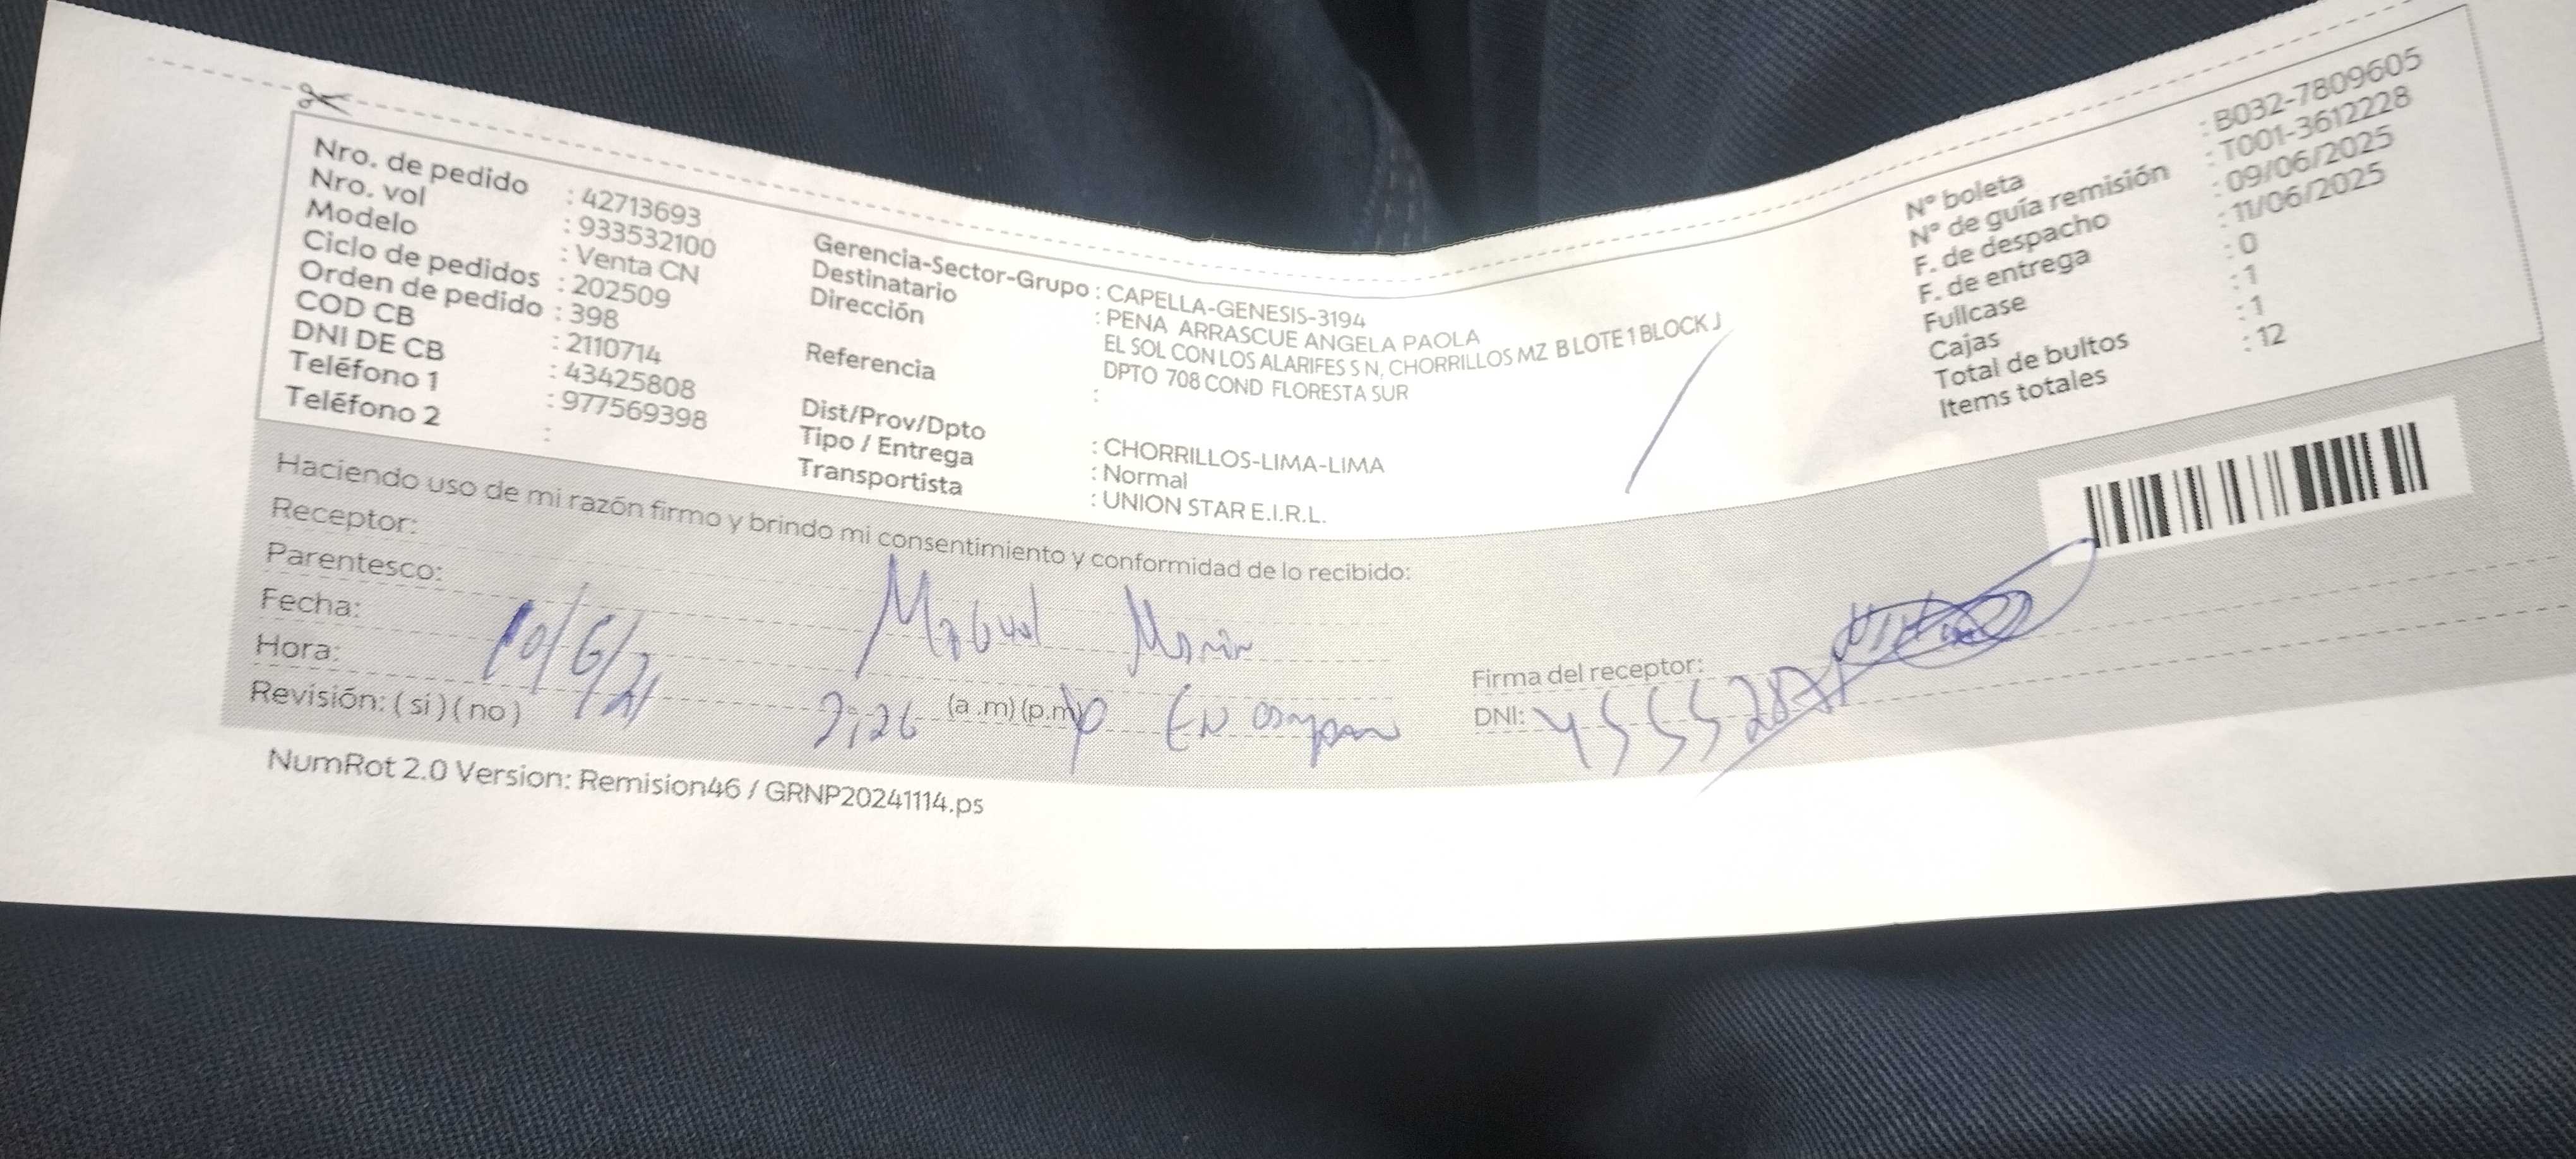 Nro. de pedido : 42713693
Nro. vol : 933532100
Modelo : Venta CN
Ciclo de pedidos : 202509
Orden de pedido : 398
COD CB : 2110714
DNI DE CB : 43425808
Teléfono 1 : 977569398
Teléfono 2 :
Gerencia-Sector-Grupo : CAPELLA-GENESIS-3194
Destinatario : PENA ARRASCUE ANGELA PAOLA
Dirección EL SOL CON LOS ALARIFES S N, CHORRILLOS MZ B LOTE 1 BLOCK J
DPTO 708 COND FLORESTA SUR
Referencia :
Dist/Prov/Dpto : CHORRILLOS-LIMA-LIMA
Tipo / Entrega : Normal
Transportista : UNION STAR E.I.R.L.
N° boleta : B032-7809605
N° de guía remisión : T001-3612228
F. de despacho : 09/06/2025
F. de entrega : 11/06/2025
Fullcase : 0
Cajas : 1
Total de bultos : 1
Items totales : 12
Haciendo uso de mi razón firmo y brindo mi consentimiento y conformidad de lo recibido:
Receptor:
Parentesco:
Fecha: 10/6/21
Hora: (a.m) (p.m)
Revisión: ( si ) ( no )
Firma del receptor:
DNI:
NumRot 2.0 Version: Remision46 / GRNP20241114.ps